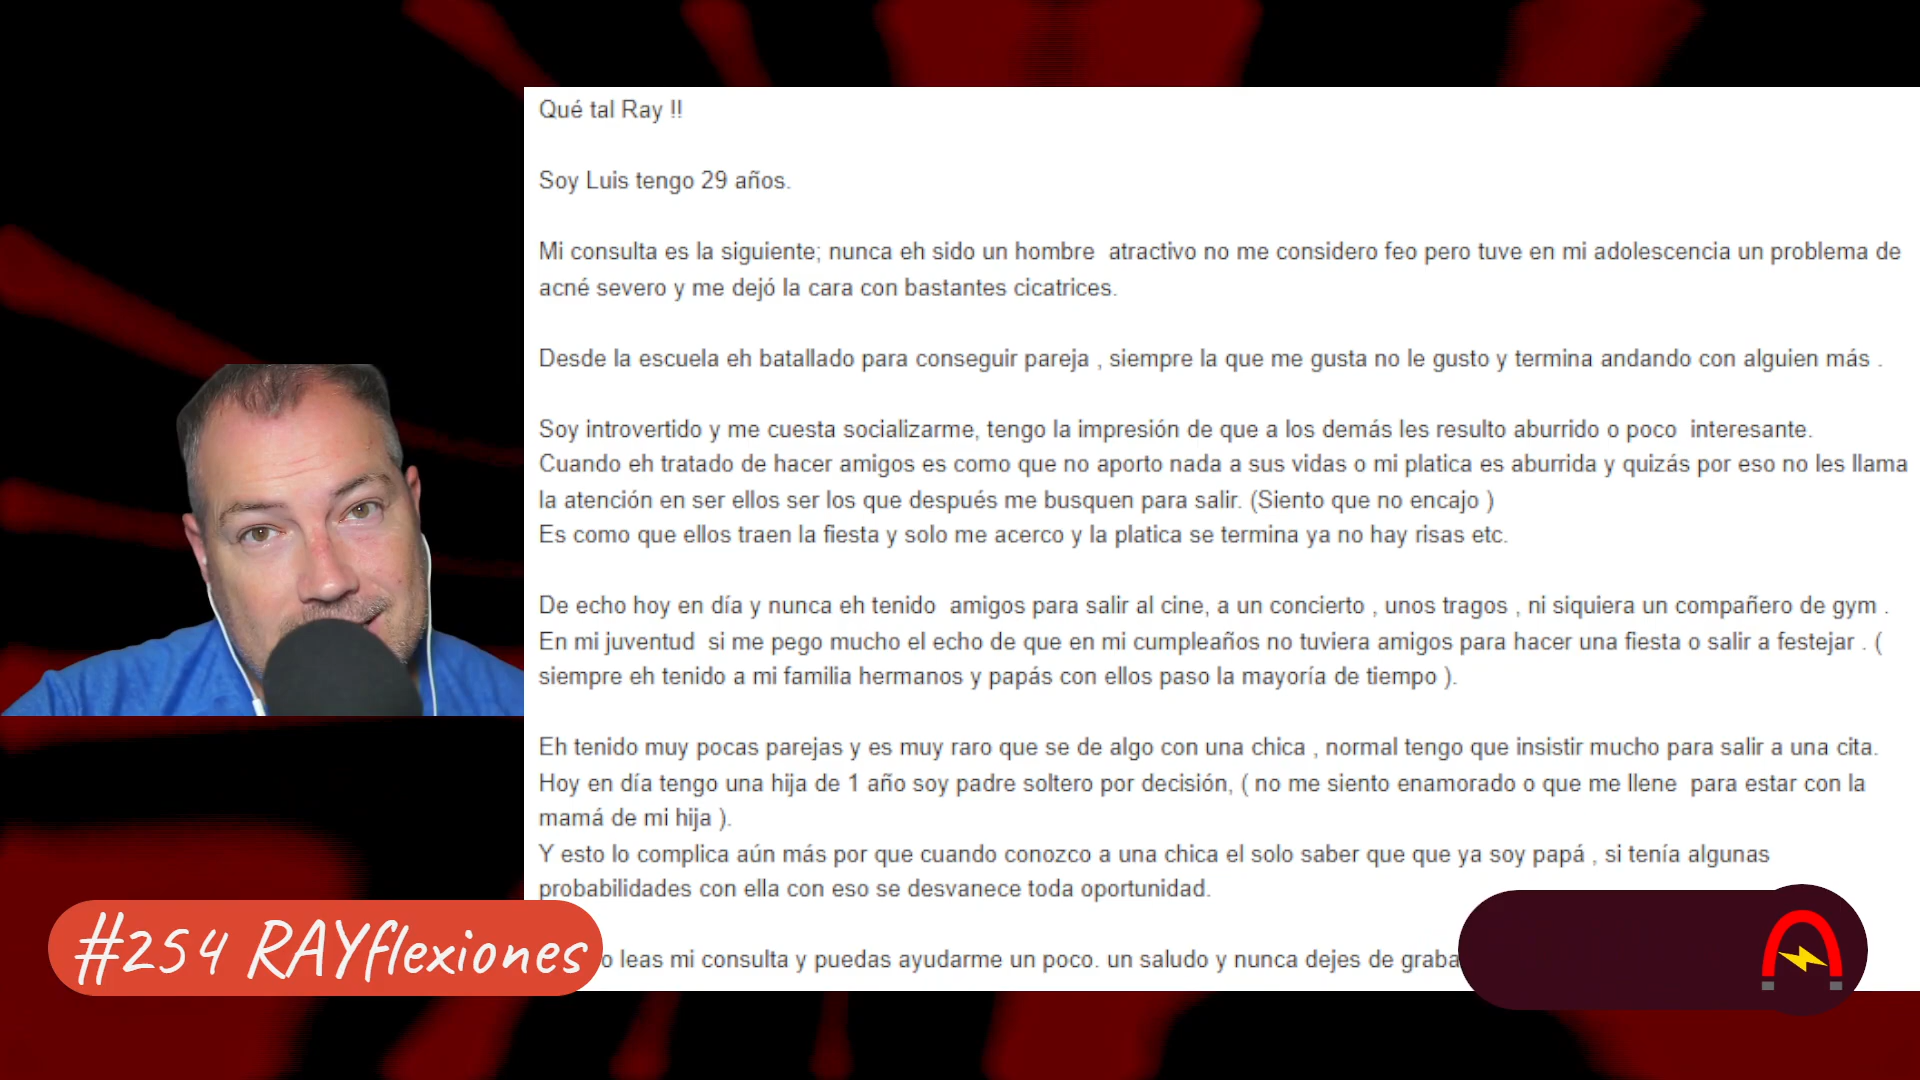 Qué tal Ray !!
Soy Luis tengo 29 años.
Mi consulta es la siguiente; nunca eh sido un hombre  atractivo no me considero feo pero tuve en mi adolescencia un problema de
acné severo y me dejó la cara con bastantes cicatrices.
Desde la escuela eh batallado para conseguir pareja , siempre la que me gusta no le gusto y termina andando con alguien más .
Soy introvertido y me cuesta socializarme, tengo la impresión de que a los demás les resulto aburrido o poco  interesante.
Cuando eh tratado de hacer amigos es como que no aporto nada a sus vidas o mi platica es aburrida y quizás por eso no les llama
la atención en ser ellos ser los que después me busquen para salir. (Siento que no encajo )
Es como que ellos traen la fiesta y solo me acerco y la platica se termina ya no hay risas etc.
De echo hoy en día y nunca eh tenido  amigos para salir al cine, a un concierto , unos tragos , ni siquiera un compañero de gym .
En mi juventud  si me pego mucho el echo de que en mi cumpleaños no tuviera amigos para hacer una fiesta o salir a festejar . (
siempre eh tenido a mi familia hermanos y papás con ellos paso la mayoría de tiempo ).
Eh tenido muy pocas parejas y es muy raro que se de algo con una chica , normal tengo que insistir mucho para salir a una cita.
Hoy en día tengo una hija de 1 año soy padre soltero por decisión, ( no me siento enamorado o que me llene  para estar con la
mamá de mi hija ).
Y esto lo complica aún más por que cuando conozco a una chica el solo saber que que ya soy papá , si tenía algunas
probabilidades con ella con eso se desvanece toda oportunidad.
o leas mi consulta y puedas ayudarme un poco. un saludo y nunca dejes de graba
#254 RAYflexiones